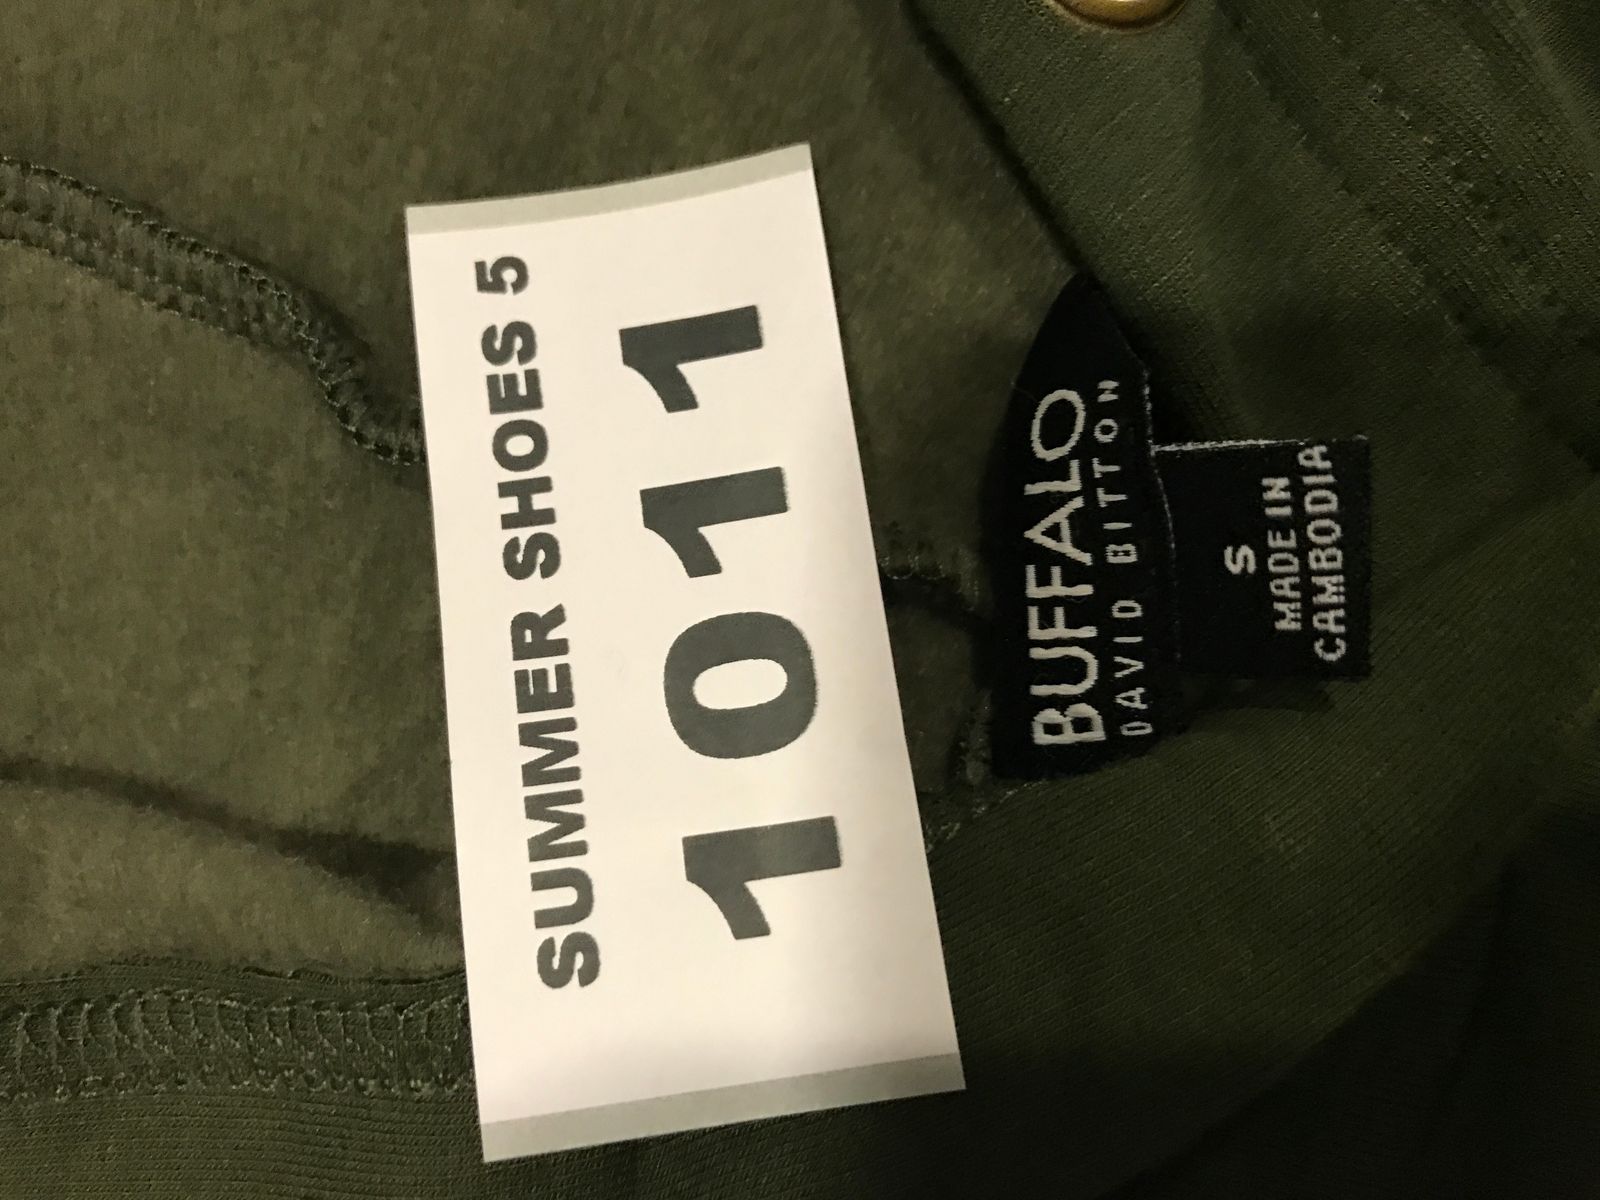 SUMMER SHOES 5
1011
BUFFALO
DAVID BITTON
S
MADE IN
CAMBODIA